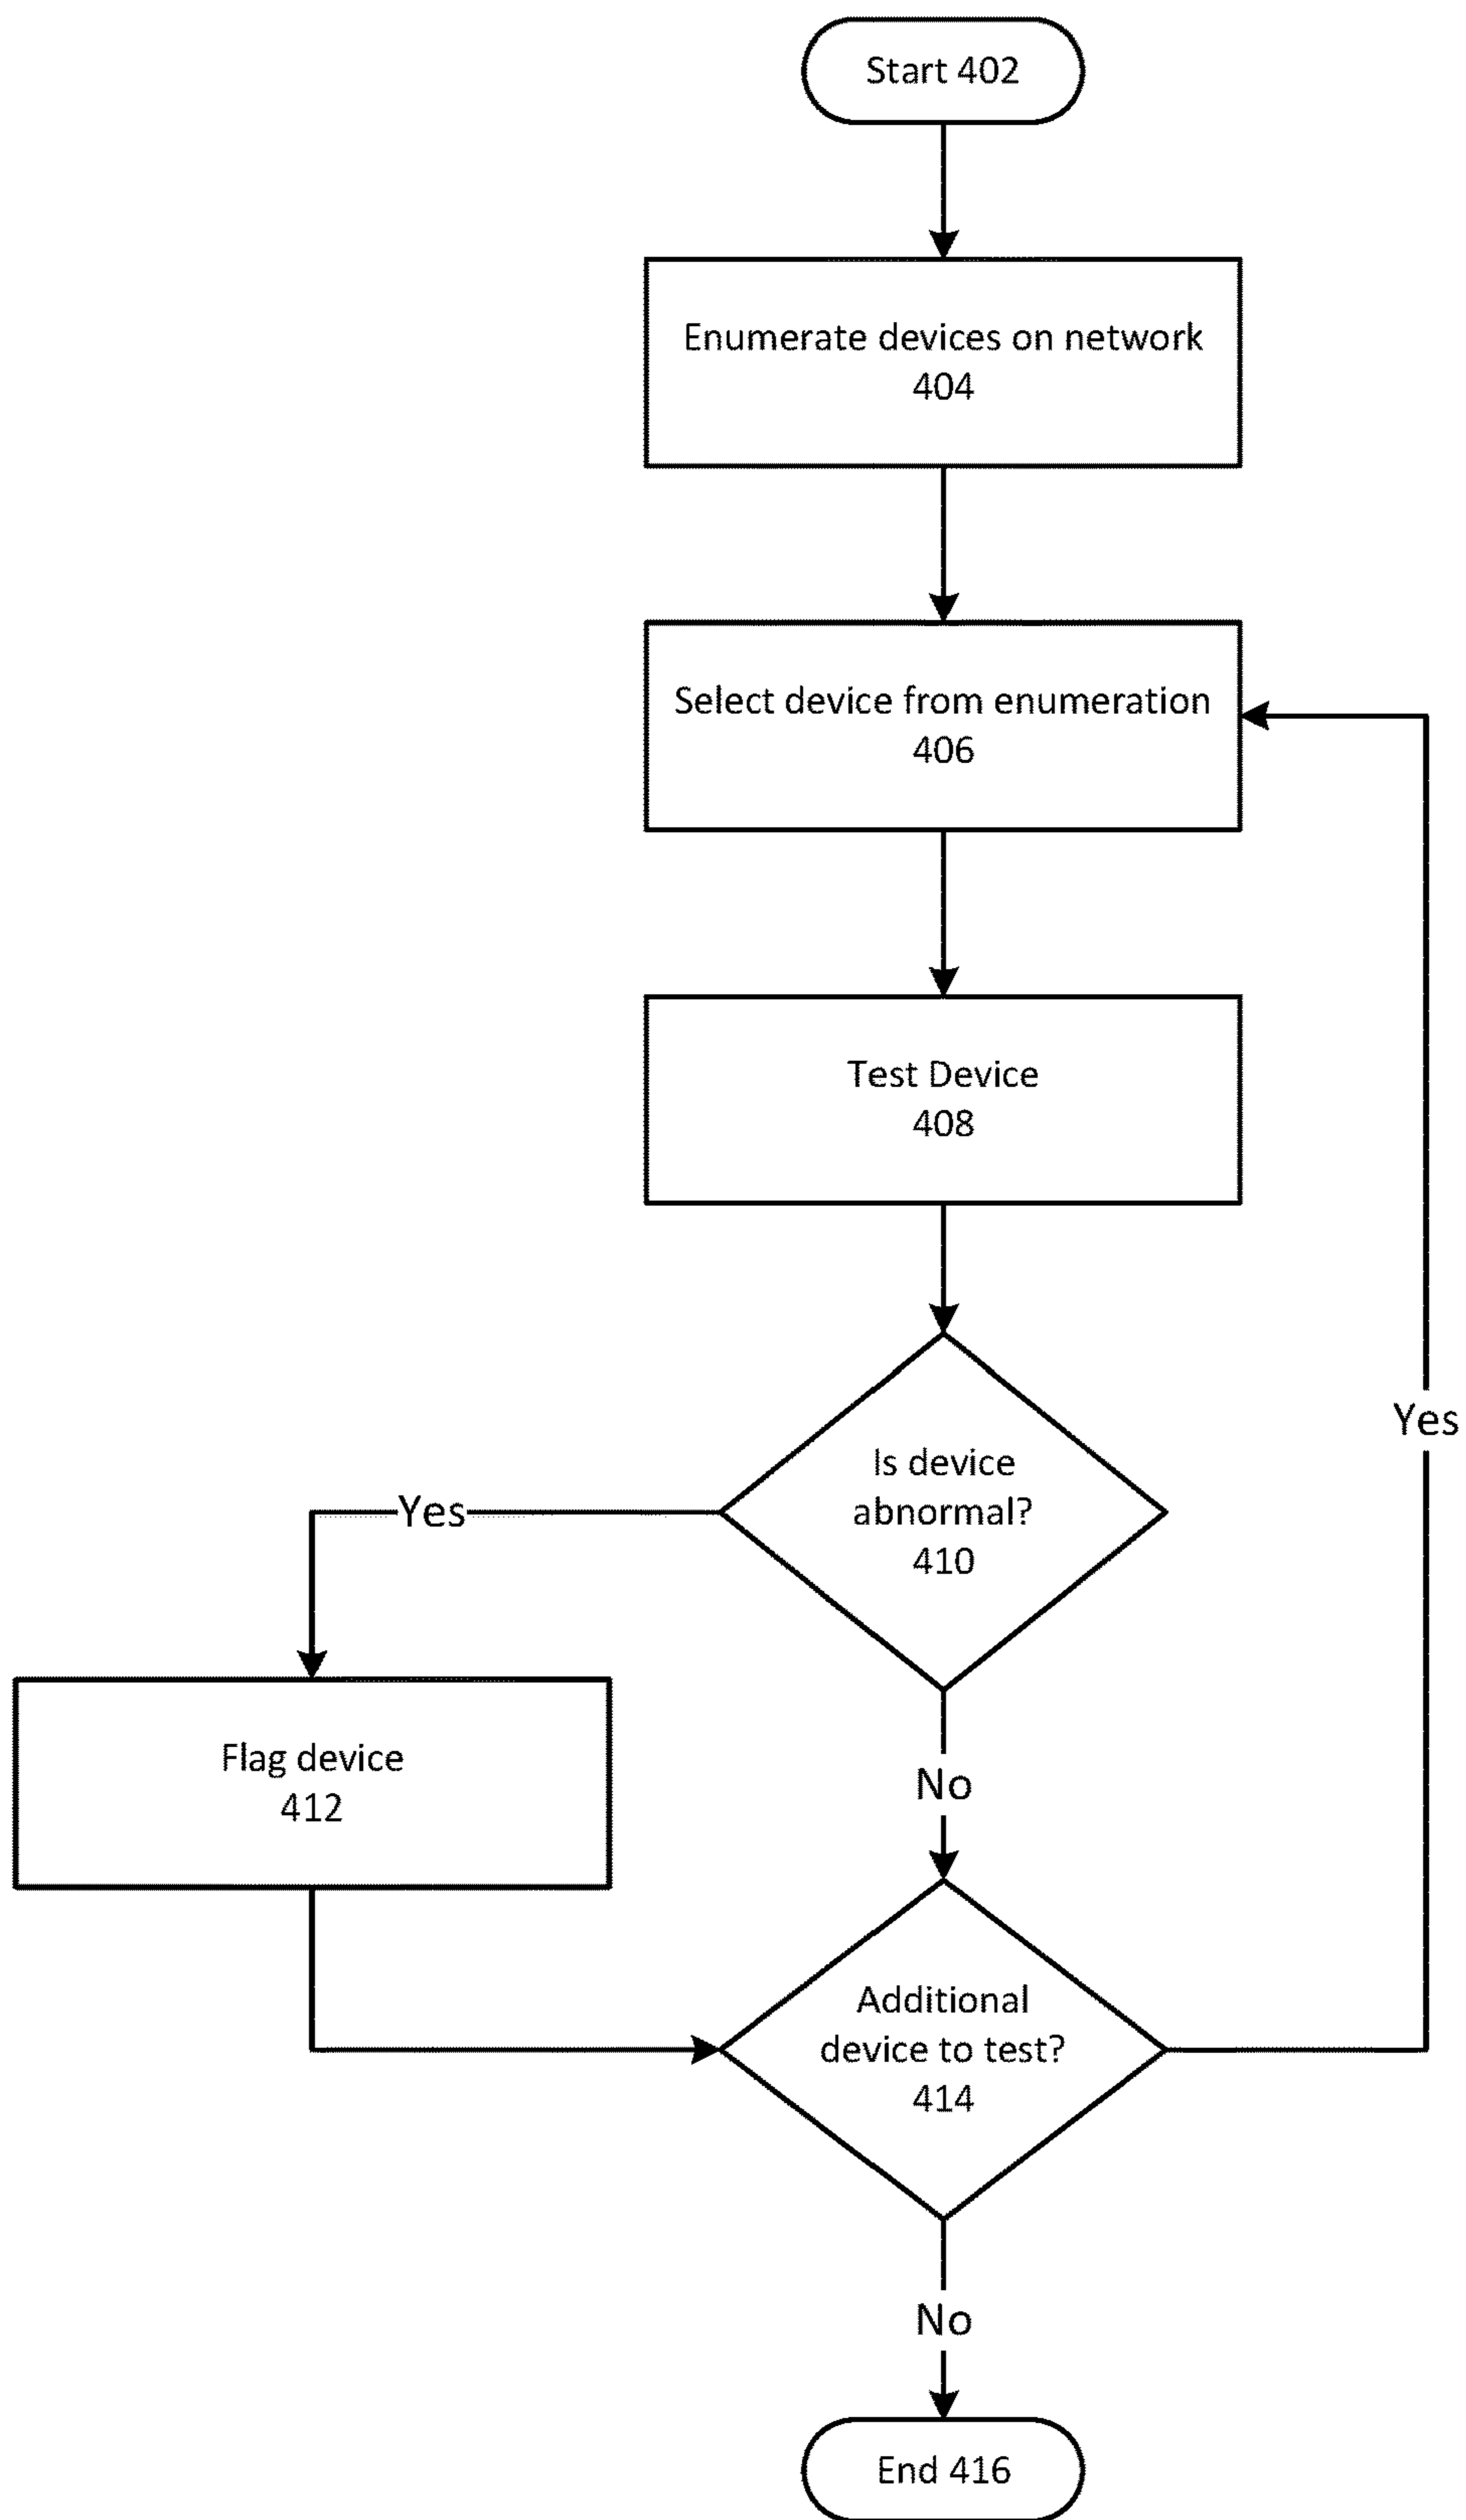 Start 402
Enumerate devices on network
404
Select device from enumeration
406
Test Device
408
Is device
abnormal?
410
Yes
Yes
Flag device
412
No
Additional
device to test?
414
No
End 416